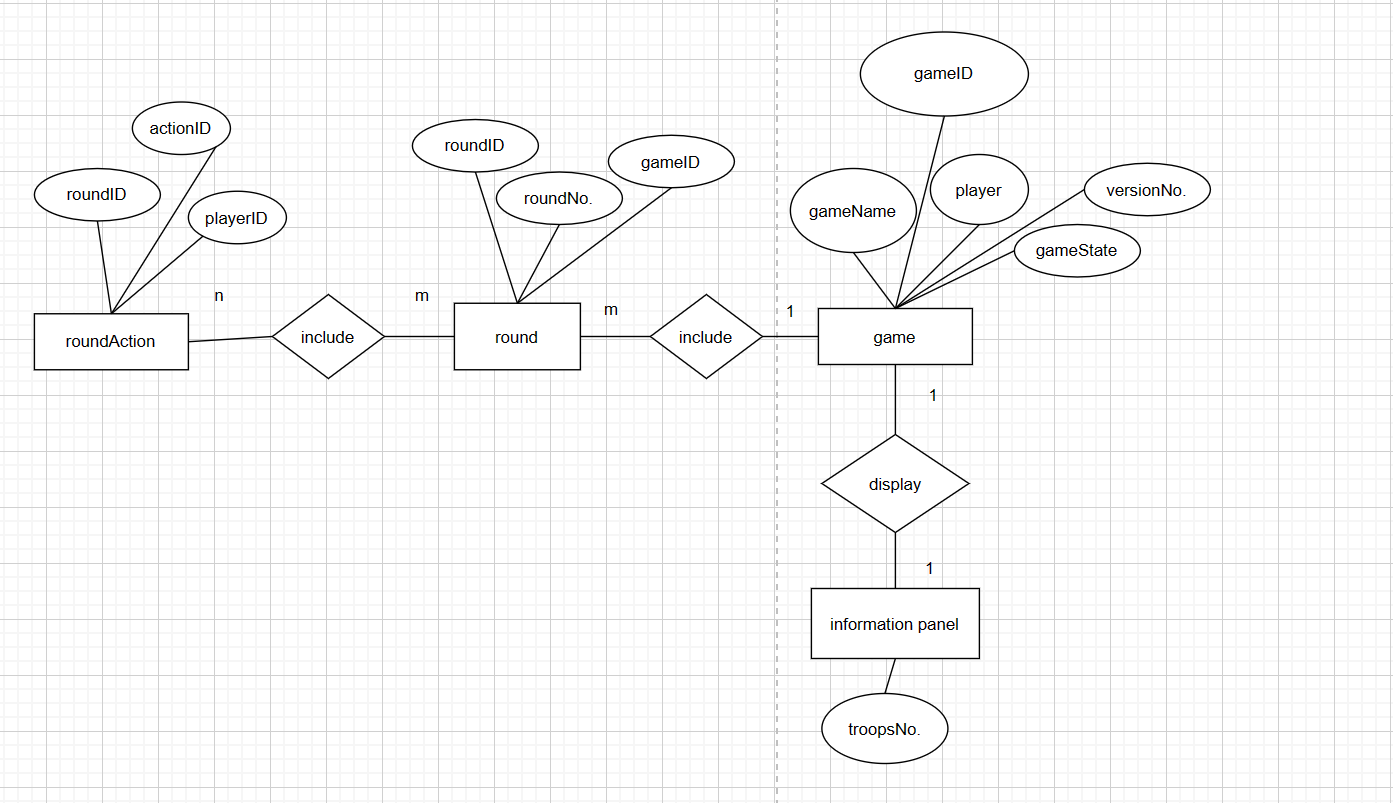 gameID
actionID
roundID
gameID
roundID
playerID
roundNo.
gameName
player
versionNo.
gameState
n
m
m
1
roundAction
include
round
include
game
1
display
1
information panel
troopsNo.